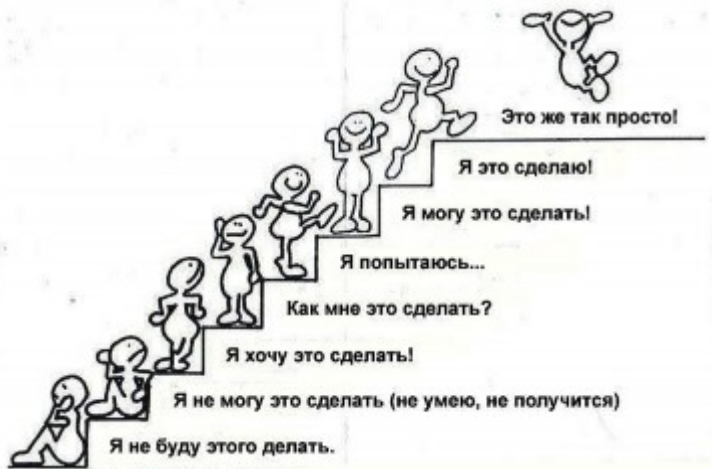 Это же так просто!
Я это сделаю!
Я могу это сделать!
Я попытаюсь...
Как мне это сделать?
Я хочу это сделать!
Я не могу это сделать (не умею, не получится)
Я не буду этого делать.